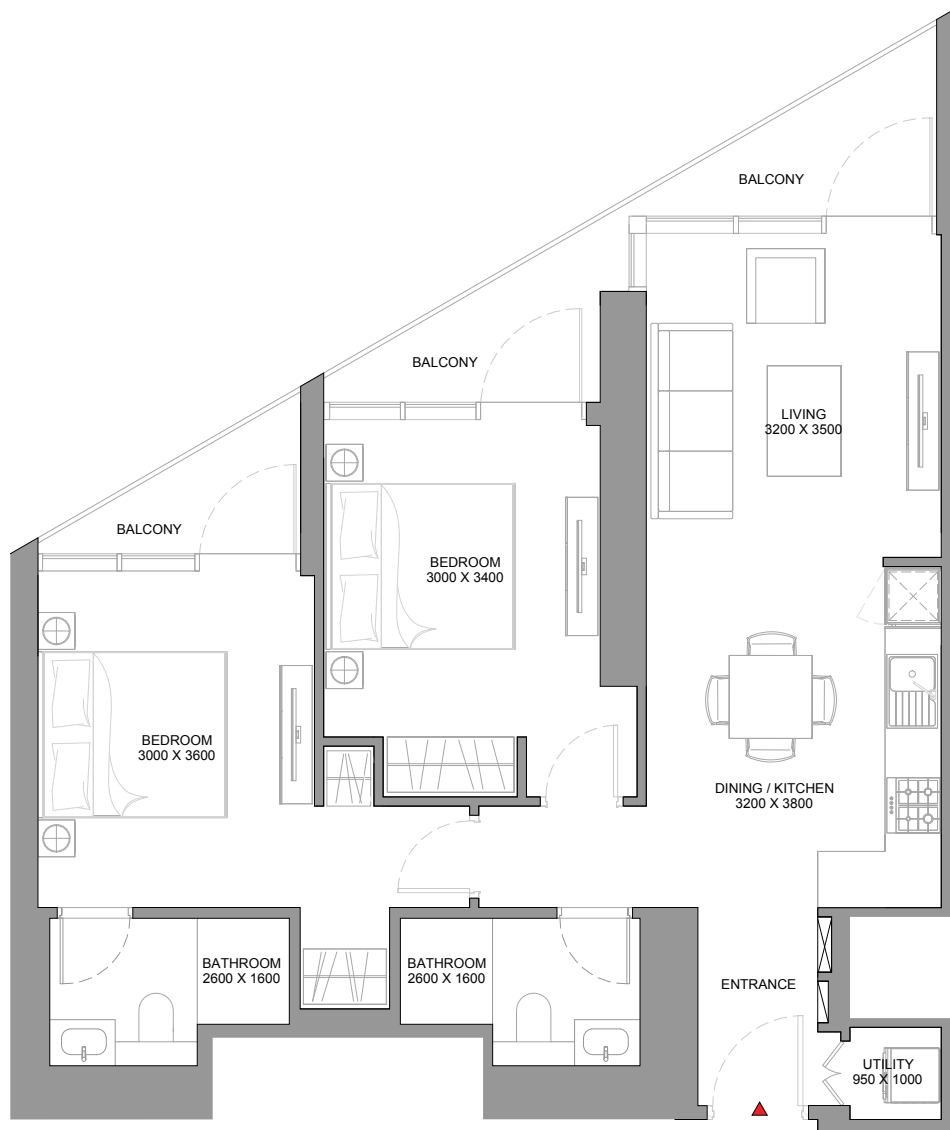 BALCONY
BALCONY
LIVING
3200 X 3500
BALCONY
BEDROOM
3000 X 3400
BEDROOM
3000 X 3600
DINING / KITCHEN
3200 X 3800
BATHROOM
2600 X 1600
BATHROOM
2600 X 1600
ENTRANCE
UTILITY
950 X 1000